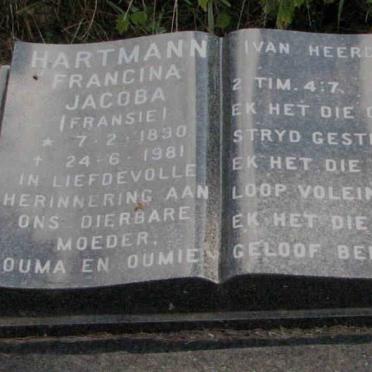 HARTMANN
FRANCINA
JACOBA
(FRANSIE)
* 7-2-1890
† 24-6-1981
IN LIEFDEVOLLE
HERINNERING AAN
ONS DIERBARE
MOEDER,
OUMA EN OUMIE
(VAN HEERD
2 TIM. 4:7.
EK HET DIE G
STRYD GEST
EK HET DIE
LOOP VOLEIN
EK HET DIE
GELOOF BE